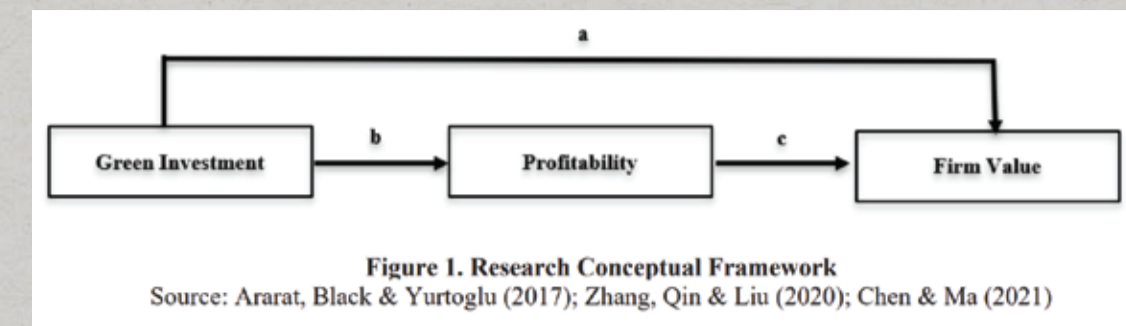 a
b
c
Green Investment
Profitability
Firm Value
Figure 1. Research Conceptual Framework
Source: Ararat, Black & Yurtoglu (2017); Zhang, Qin & Liu (2020); Chen & Ma (2021)